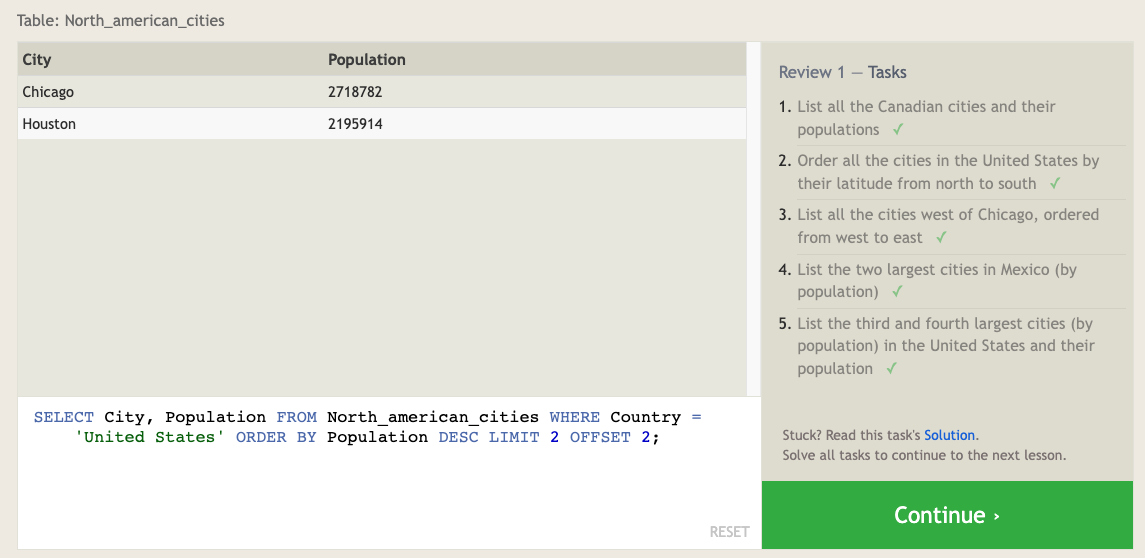 Table: North_american_cities
City Population
Chicago 2718782
Houston 2195914
SELECT City, Population FROM North_american_cities WHERE Country =
'United States' ORDER BY Population DESC LIMIT 2 OFFSET 2;
RESET
Review 1 — Tasks
1. List all the Canadian cities and their
populations ✓
2. Order all the cities in the United States by
their latitude from north to south ✓
3. List all the cities west of Chicago, ordered
from west to east ✓
4. List the two largest cities in Mexico (by
population) ✓
5. List the third and fourth largest cities (by
population) in the United States and their
population ✓
Stuck? Read this task's Solution.
Solve all tasks to continue to the next lesson.
Continue ›